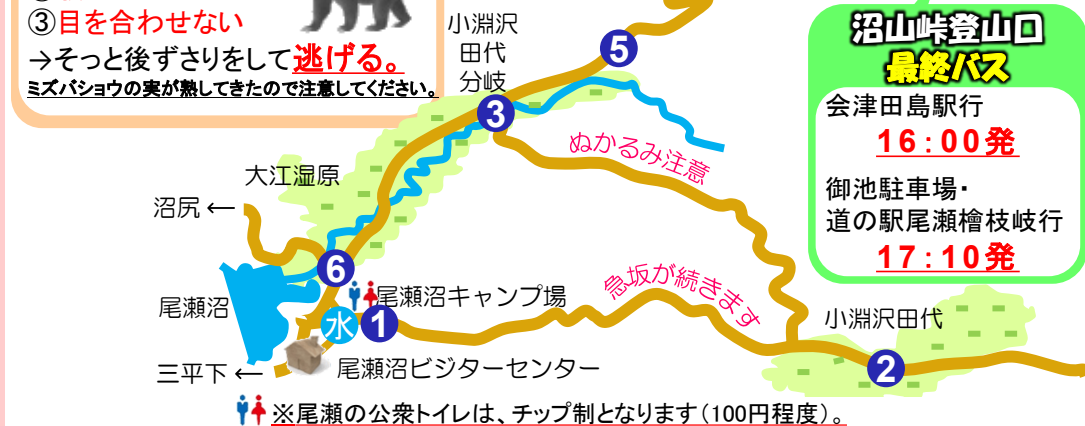 ③目を合わせない
→そっと後ずさりをして逃げる。
ミズバショウの実が熟してきたので注意してください。
小淵沢
田代
分岐
5
3
沼山峠登山口
最終バス
会津田島駅行
16:00発
御池駐車場・
道の駅尾瀬檜枝岐行
17:10発
ぬかるみ注意
大江湿原
沼尻←
6
尾瀬沼
尾瀬沼キャンプ場
水
1
急坂が続きます
小淵沢田代
2
三平下←
尾瀬沼ビジターセンター
※尾瀬の公衆トイレは、チップ制となります(100円程度)。